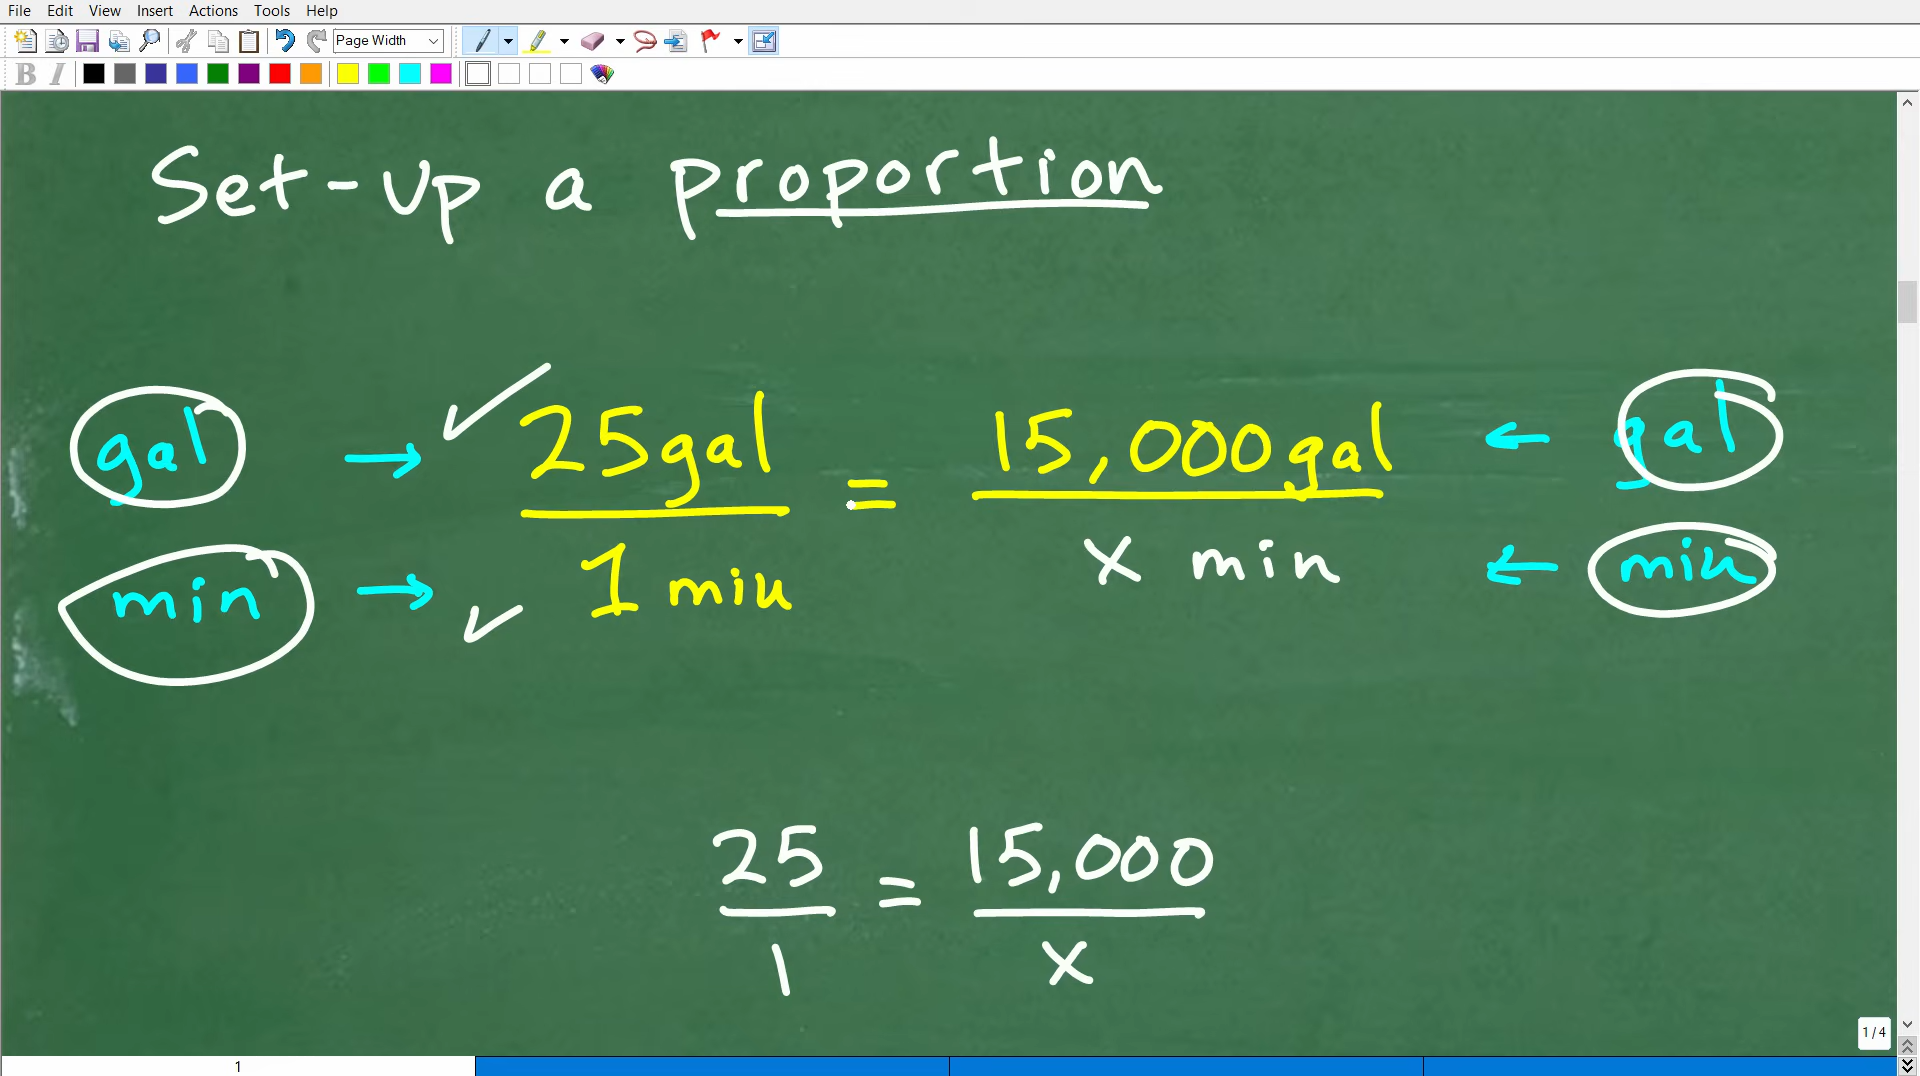 File Edit View Insert Actions Tools Help
Page Width
B I
Set-up a proportion
gal → 25gal = 15,000gal ← gal
min → 1 min x min ← min
25 = 15,000
1 x
1/4
1